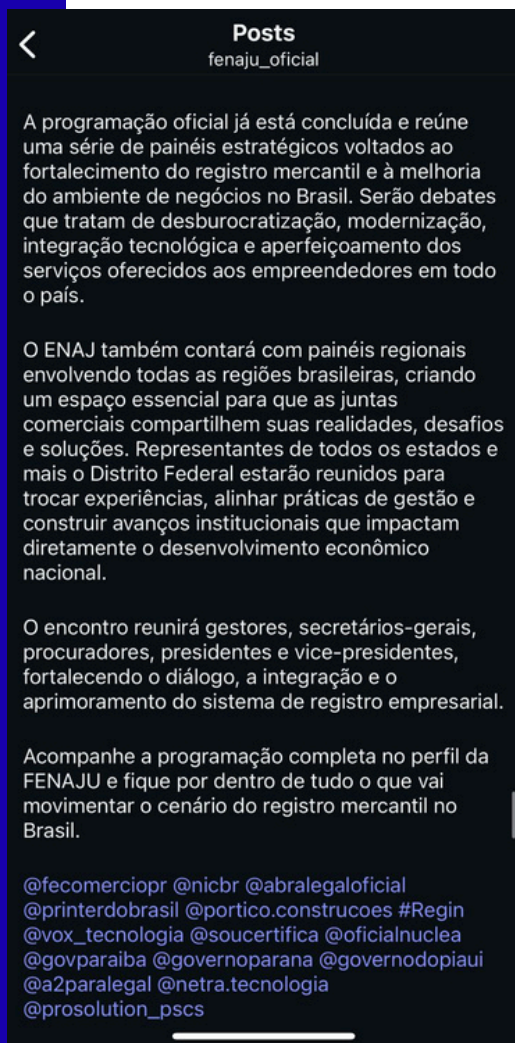 Posts
fenaju_oficial
A programação oficial já está concluída e reúne
uma série de painéis estratégicos voltados ao
fortalecimento do registro mercantil e à melhoria
do ambiente de negócios no Brasil. Serão debates
que tratam de desburocratização, modernização,
integração tecnológica e aperfeiçoamento dos
serviços oferecidos aos empreendedores em todo
o país.
O ENAJ também contará com painéis regionais
envolvendo todas as regiões brasileiras, criando
um espaço essencial para que as juntas
comerciais compartilhem suas realidades, desafios
e soluções. Representantes de todos os estados e
mais o Distrito Federal estarão reunidos para
trocar experiências, alinhar práticas de gestão e
construir avanços institucionais que impactam
diretamente o desenvolvimento econômico
nacional.
O encontro reunirá gestores, secretários-gerais,
procuradores, presidentes e vice-presidentes,
fortalecendo o diálogo, a integração e o
aprimoramento do sistema de registro empresarial.
Acompanhe a programação completa no perfil da
FENAJU e fique por dentro de tudo o que vai
movimentar o cenário do registro mercantil no
Brasil.
@fecomerciopr @nicbr @abralegaloficial
@printerdobrasil @portico.construcoes #Regin
@vox_tecnologia @soucertifica @oficialnuclea
@govparaiba @governoparana @governodopiaui
@a2paralegal @netra.tecnologia
@prosolution_pscs